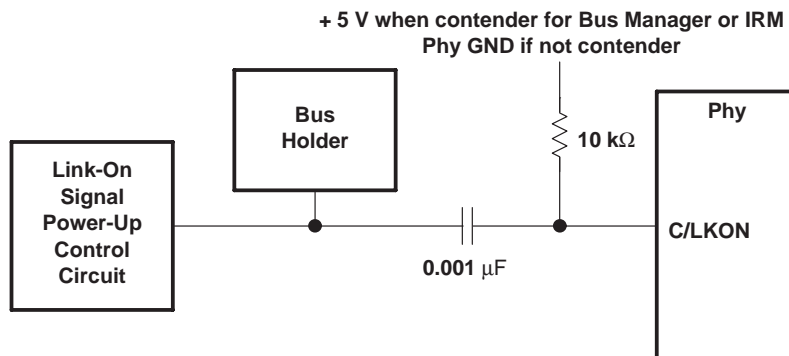 + 5 V when contender for Bus Manager or IRM
Phy GND if not contender
Bus
Holder
Phy
10 kΩ
Link-On
Signal
Power-Up
Control
Circuit
C/LKON
0.001 μF